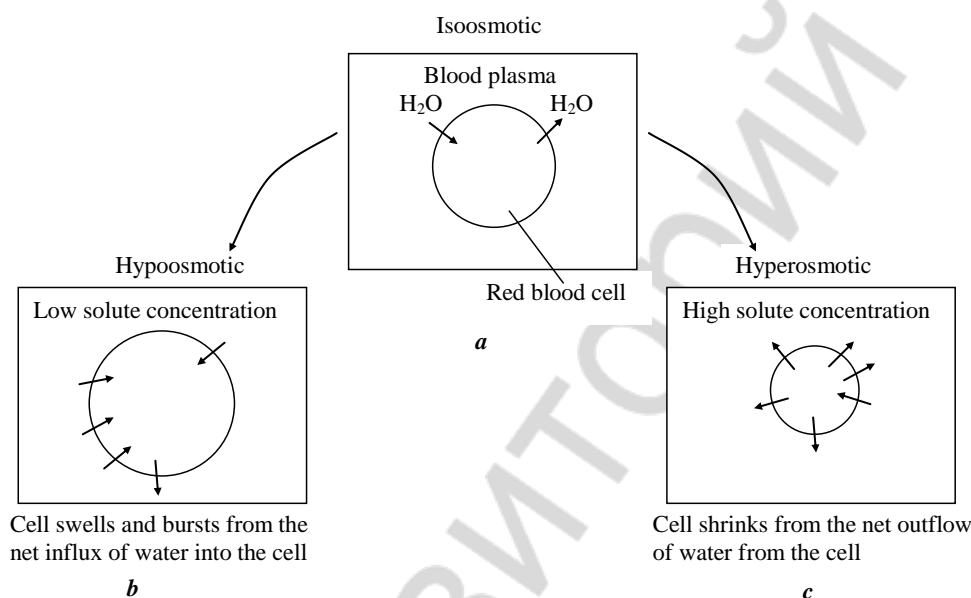 Isoosmotic
Blood plasma
H₂O H₂O
Red blood cell
a
Hypoosmotic
Low solute concentration
Cell swells and bursts from the
net influx of water into the cell
b
Hyperosmotic
High solute concentration
Cell shrinks from the net outflow
of water from the cell
c
зиторий